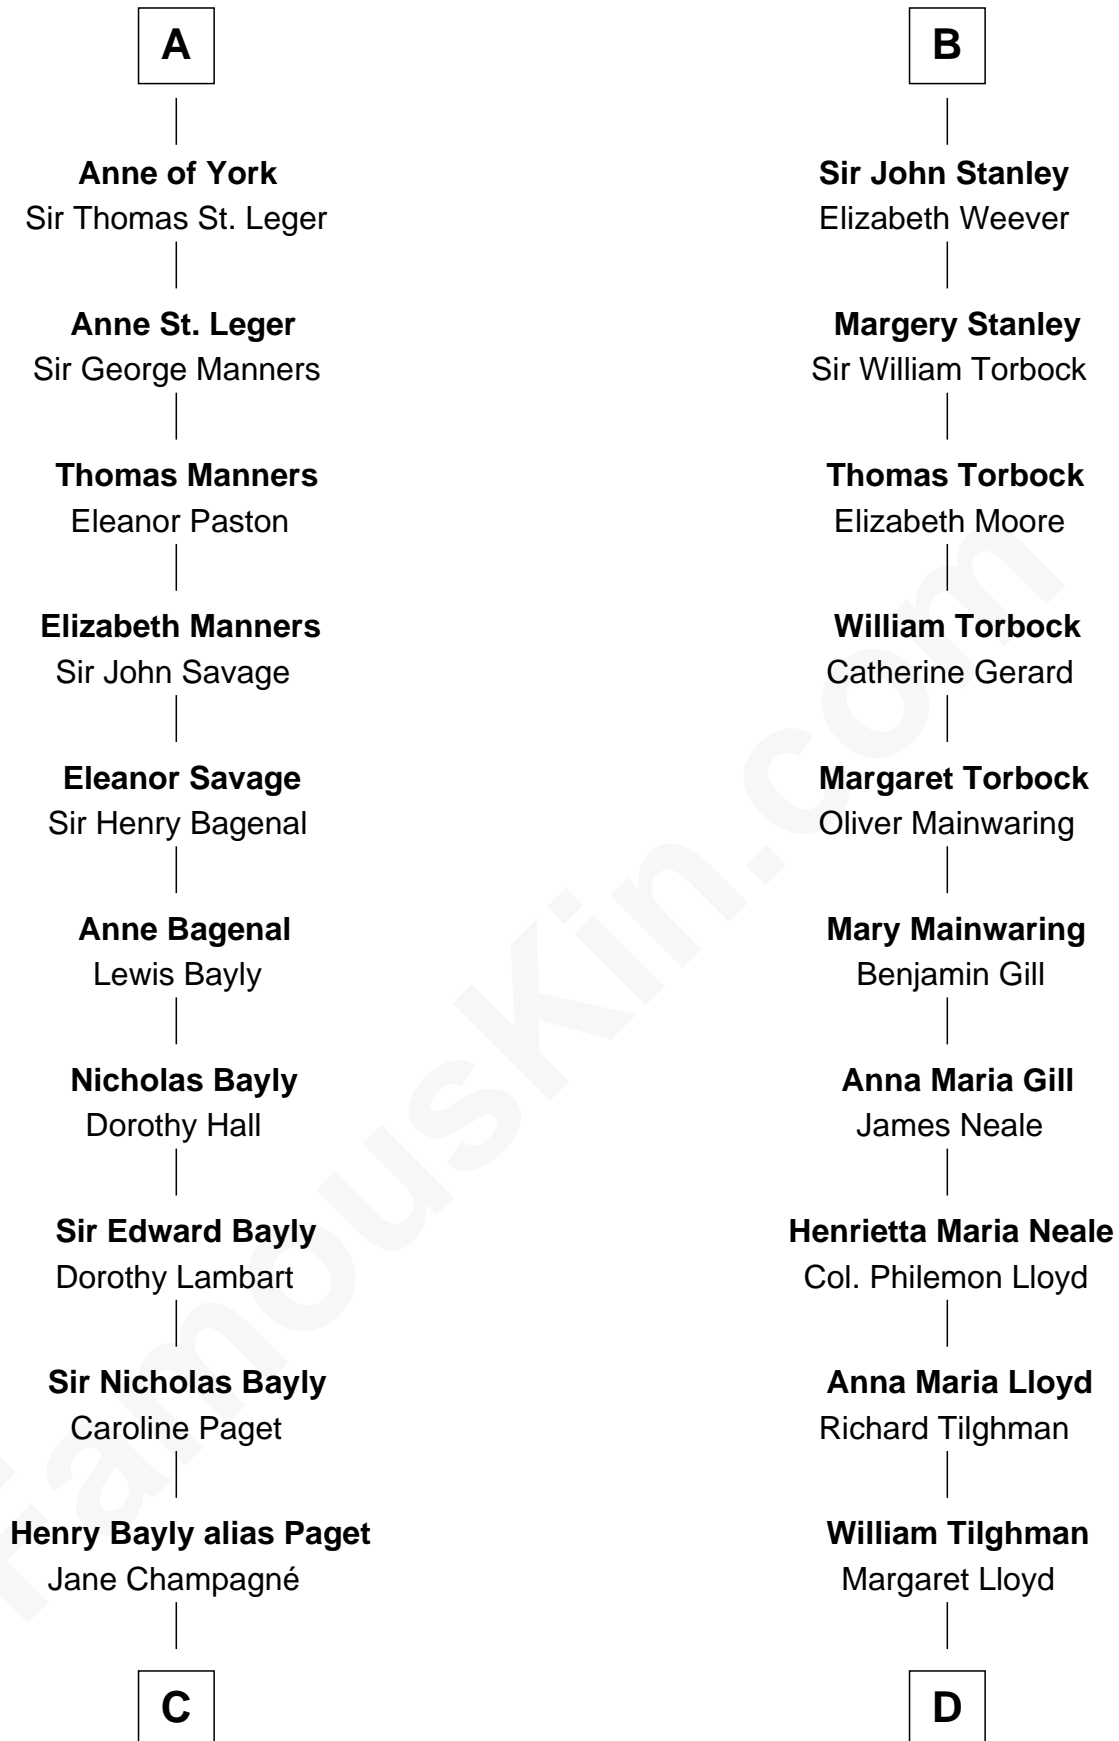 A
Anne of York
Sir Thomas St. Leger
Anne St. Leger
Sir George Manners
Thomas Manners
Eleanor Paston
Elizabeth Manners
Sir John Savage
Eleanor Savage
Sir Henry Bagenal
Anne Bagenal
Lewis Bayly
Nicholas Bayly
Dorothy Hall
Sir Edward Bayly
Dorothy Lambart
Sir Nicholas Bayly
Caroline Paget
Henry Bayly alias Paget
Jane Champagné
C
B
Sir John Stanley
Elizabeth Weever
Margery Stanley
Sir William Torbock
Thomas Torbock
Elizabeth Moore
William Torbock
Catherine Gerard
Margaret Torbock
Oliver Mainwaring
Mary Mainwaring
Benjamin Gill
Anna Maria Gill
James Neale
Henrietta Maria Neale
Col. Philemon Lloyd
Anna Maria Lloyd
Richard Tilghman
William Tilghman
Margaret Lloyd
D
FamousKin.com